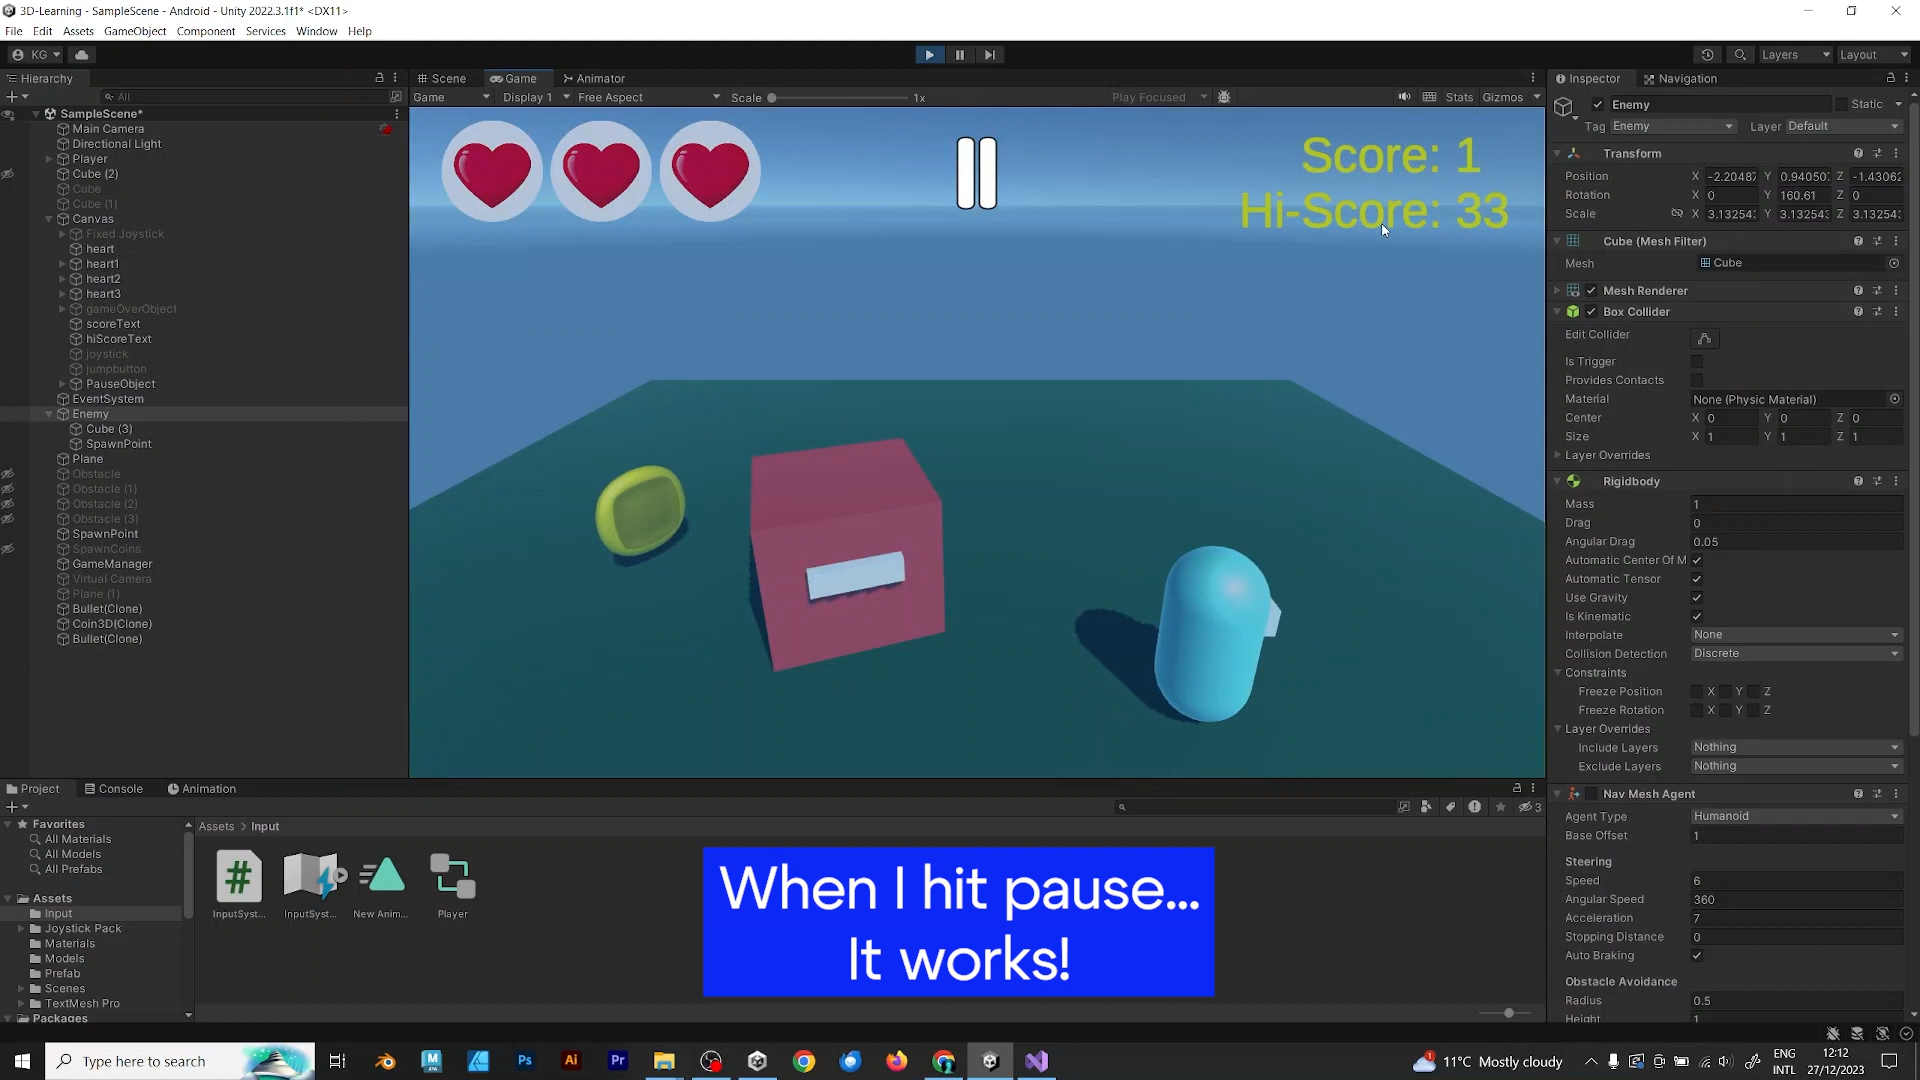 3D-Learning - SampleScene - Android - Unity 2022.3.1f1* <DX11>
File Edit Assets GameObject Component Services Window Help
KG Layers Layout
Hierarchy Scene Game Animator Inspector Navigation
All Game Display 1 Free Aspect Scale 1x Play Focused Stats Gizmos Enemy Static
SampleScene*
Tag Enemy Layer Default
Main Camera
Directional Light
Player
Cube (2)
Cube
Cube (1)
Canvas
Fixed Joystick
heart
heart1
heart2
heart3
gameOverObject
scoreText
hiScoreText
joystick
jumpbutton
PauseObject
EventSystem
Enemy
Cube (3)
SpawnPoint
Plane
Obstacle
Obstacle (1)
Obstacle (2)
Obstacle (3)
SpawnPoint
SpawnCoins
GameManager
Virtual Camera
Plane (1)
Bullet(Clone)
Coin3D(Clone)
Bullet(Clone)
Score: 1
Hi-Score: 33
Transform
Position X -2.20487 Y 0.940507 Z -1.43062
Rotation X 0 Y 160.61 Z 0
Scale X 3.13254 Y 3.13254 Z 3.13254
Cube (Mesh Filter)
Mesh Cube
Mesh Renderer
Box Collider
Edit Collider
Is Trigger
Provides Contacts
Material None (Physic Material)
Center X 0 Y 0 Z 0
Size X 1 Y 1 Z 1
Layer Overrides
Rigidbody
Mass 1
Drag 0
Angular Drag 0.05
Automatic Center Of M
Automatic Tensor
Use Gravity
Is Kinematic
Interpolate None
Collision Detection Discrete
Constraints
Freeze Position X Y Z
Freeze Rotation X Y Z
Layer Overrides
Include Layers Nothing
Exclude Layers Nothing
Nav Mesh Agent
Agent Type Humanoid
Base Offset 1
Steering
Speed 6
Angular Speed 360
Acceleration 7
Stopping Distance 0
Auto Braking
Obstacle Avoidance
Radius 0.5
Height 1
Project Console Animation
3
Favorites
All Materials
All Models
All Prefabs
Assets
Input
Joystick Pack
Materials
Models
Prefab
Scenes
TextMesh Pro
Packages
Assets > Input
InputSyst... InputSyst... New Anim... Player
When I hit pause...
It works!
Type here to search
Ps Ai Pr
1
11°C Mostly cloudy
ENG
INTL
12:12
27/12/2023